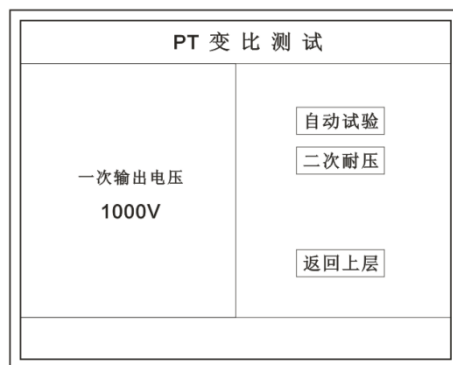 PT 变比测试
一次输出电压
1000V
自动试验
二次耐压
返回上层